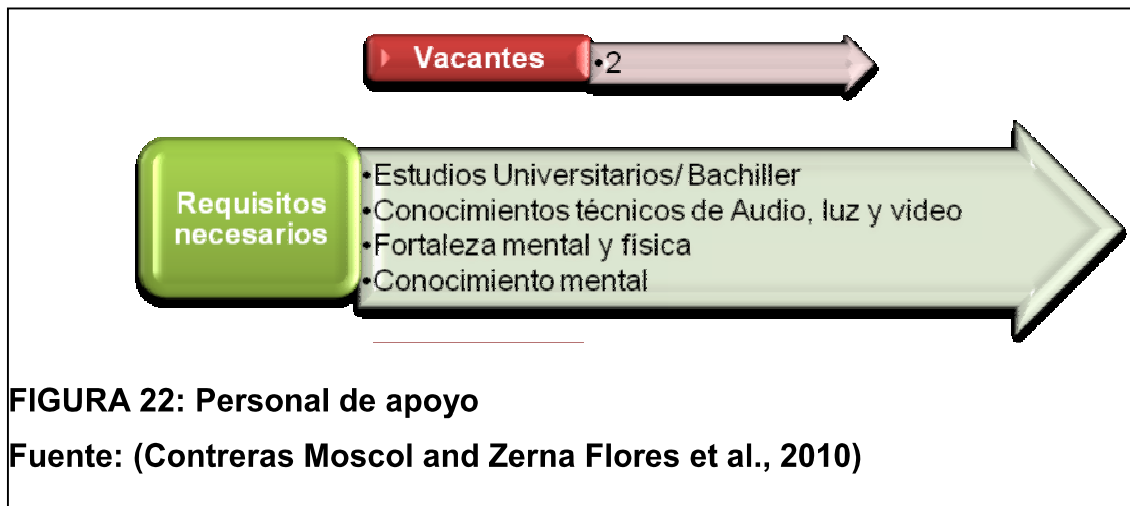 Vacantes
•2
Requisitos
necesarios
•Estudios Universitarios/ Bachiller
•Conocimientos técnicos de Audio, luz y video
•Fortaleza mental y física
•Conocimiento mental
FIGURA 22: Personal de apoyo
Fuente: (Contreras Moscol and Zerna Flores et al., 2010)